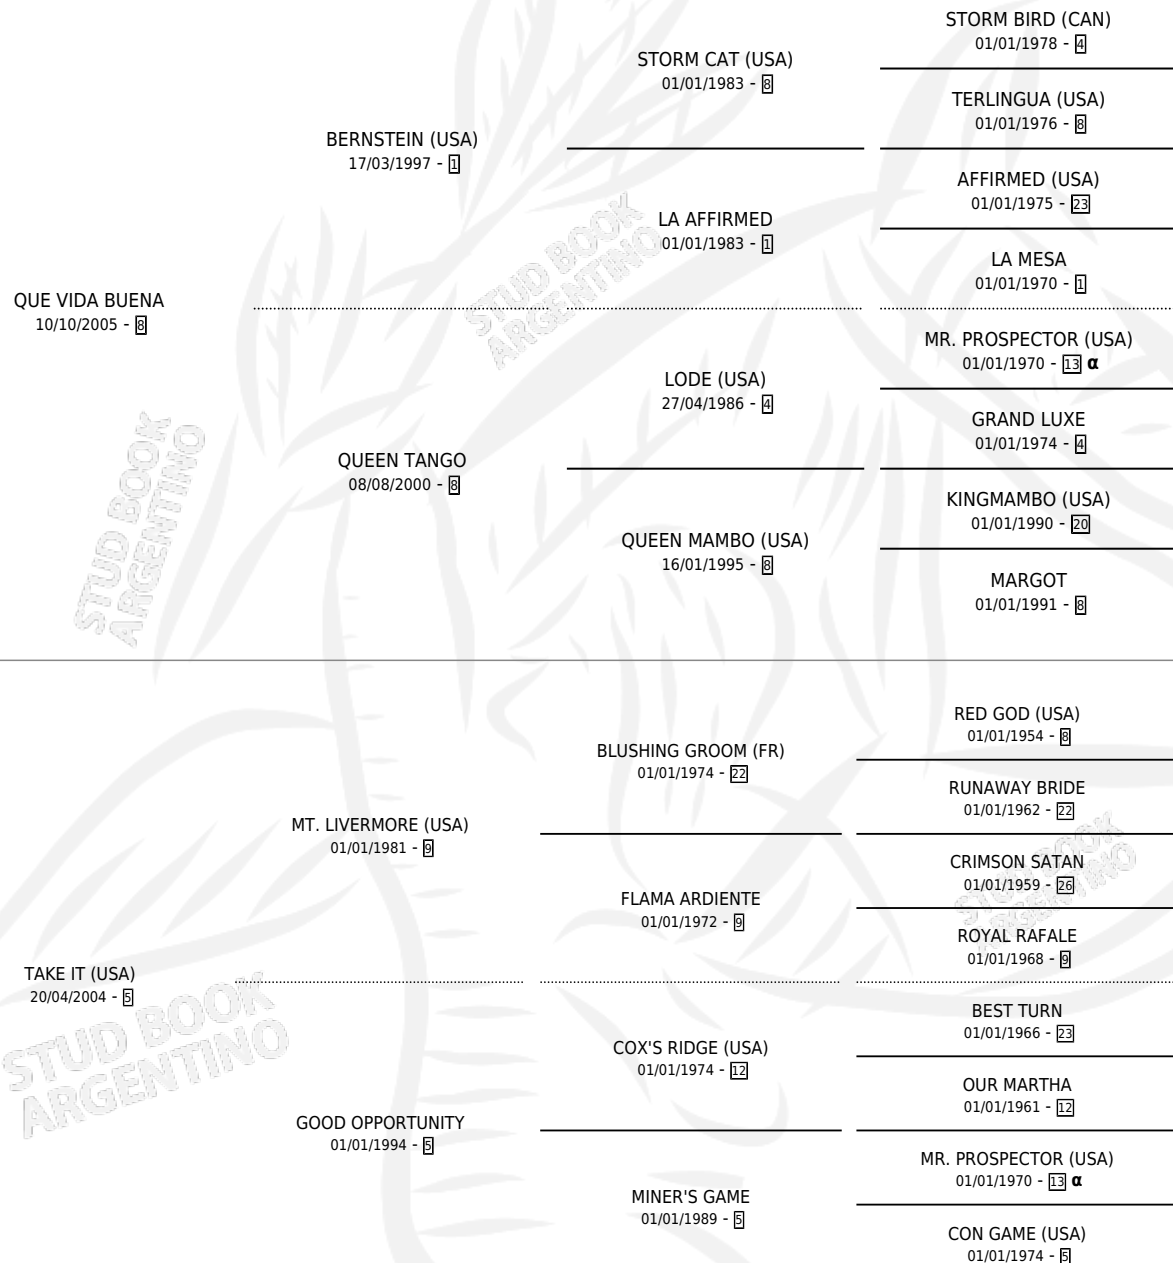 STORM BIRD (CAN)
01/01/1978 - 4
STORM CAT (USA)
01/01/1983 - 8
TERLINGUA (USA)
01/01/1976 - 8
BERNSTEIN (USA)
17/03/1997 - 1
AFFIRMED (USA)
01/01/1975 - 23
LA AFFIRMED
01/01/1983 - 1
LA MESA
01/01/1970 - 1
QUE VIDA BUENA
10/10/2005 - 8
MR. PROSPECTOR (USA)
01/01/1970 - 13 α
LODE (USA)
27/04/1986 - 4
GRAND LUXE
01/01/1974 - 4
QUEEN TANGO
08/08/2000 - 8
KINGMAMBO (USA)
01/01/1990 - 20
QUEEN MAMBO (USA)
16/01/1995 - 8
MARGOT
01/01/1991 - 8
STUD BOOK
ARGENTINO
STUD BOOK
ARGENTINO
RED GOD (USA)
01/01/1954 - 8
BLUSHING GROOM (FR)
01/01/1974 - 22
RUNAWAY BRIDE
01/01/1962 - 22
MT. LIVERMORE (USA)
01/01/1981 - 9
CRIMSON SATAN
01/01/1959 - 26
FLAMA ARDIENTE
01/01/1972 - 9
ROYAL RAFALE
01/01/1968 - 9
TAKE IT (USA)
20/04/2004 - 5
BEST TURN
01/01/1966 - 23
COX'S RIDGE (USA)
01/01/1974 - 12
OUR MARTHA
01/01/1961 - 12
GOOD OPPORTUNITY
01/01/1994 - 5
MR. PROSPECTOR (USA)
01/01/1970 - 13 α
MINER'S GAME
01/01/1989 - 5
CON GAME (USA)
01/01/1974 - 5
STUD BOOK
ARGENTINO
STUD BOOK
ARGENTINO